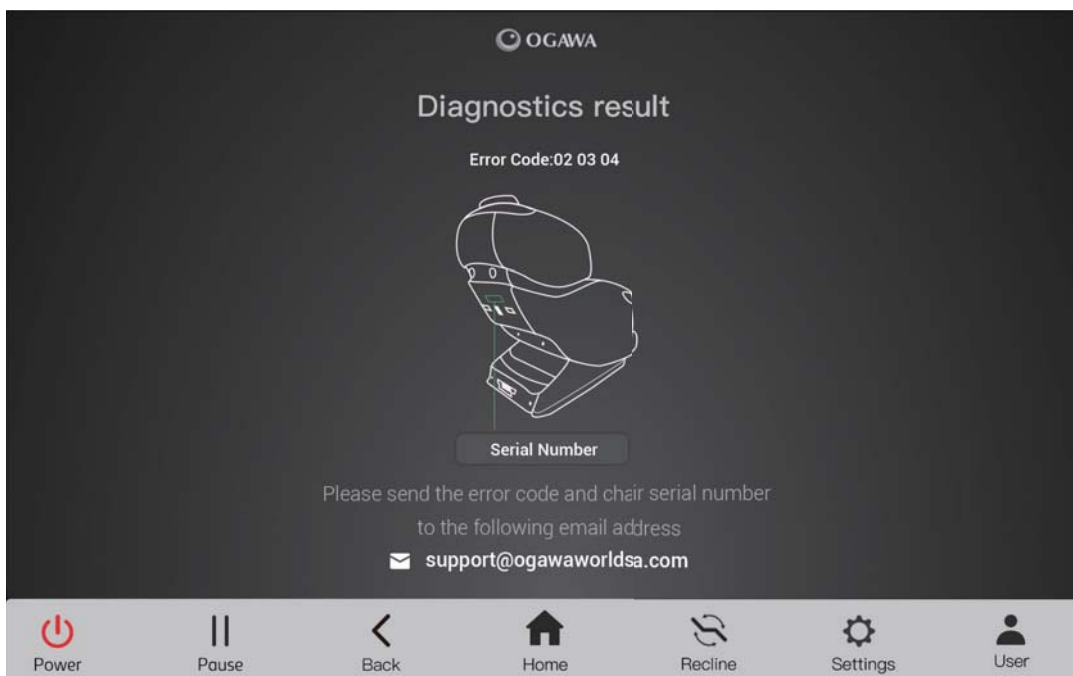 OGAWA
Diagnostics result
Error Code:02 03 04
Serial Number
Please send the error code and chair serial number
to the following email address
support@ogawaworldsa.com
Power
Pause
Back
Home
Recline
Settings
User